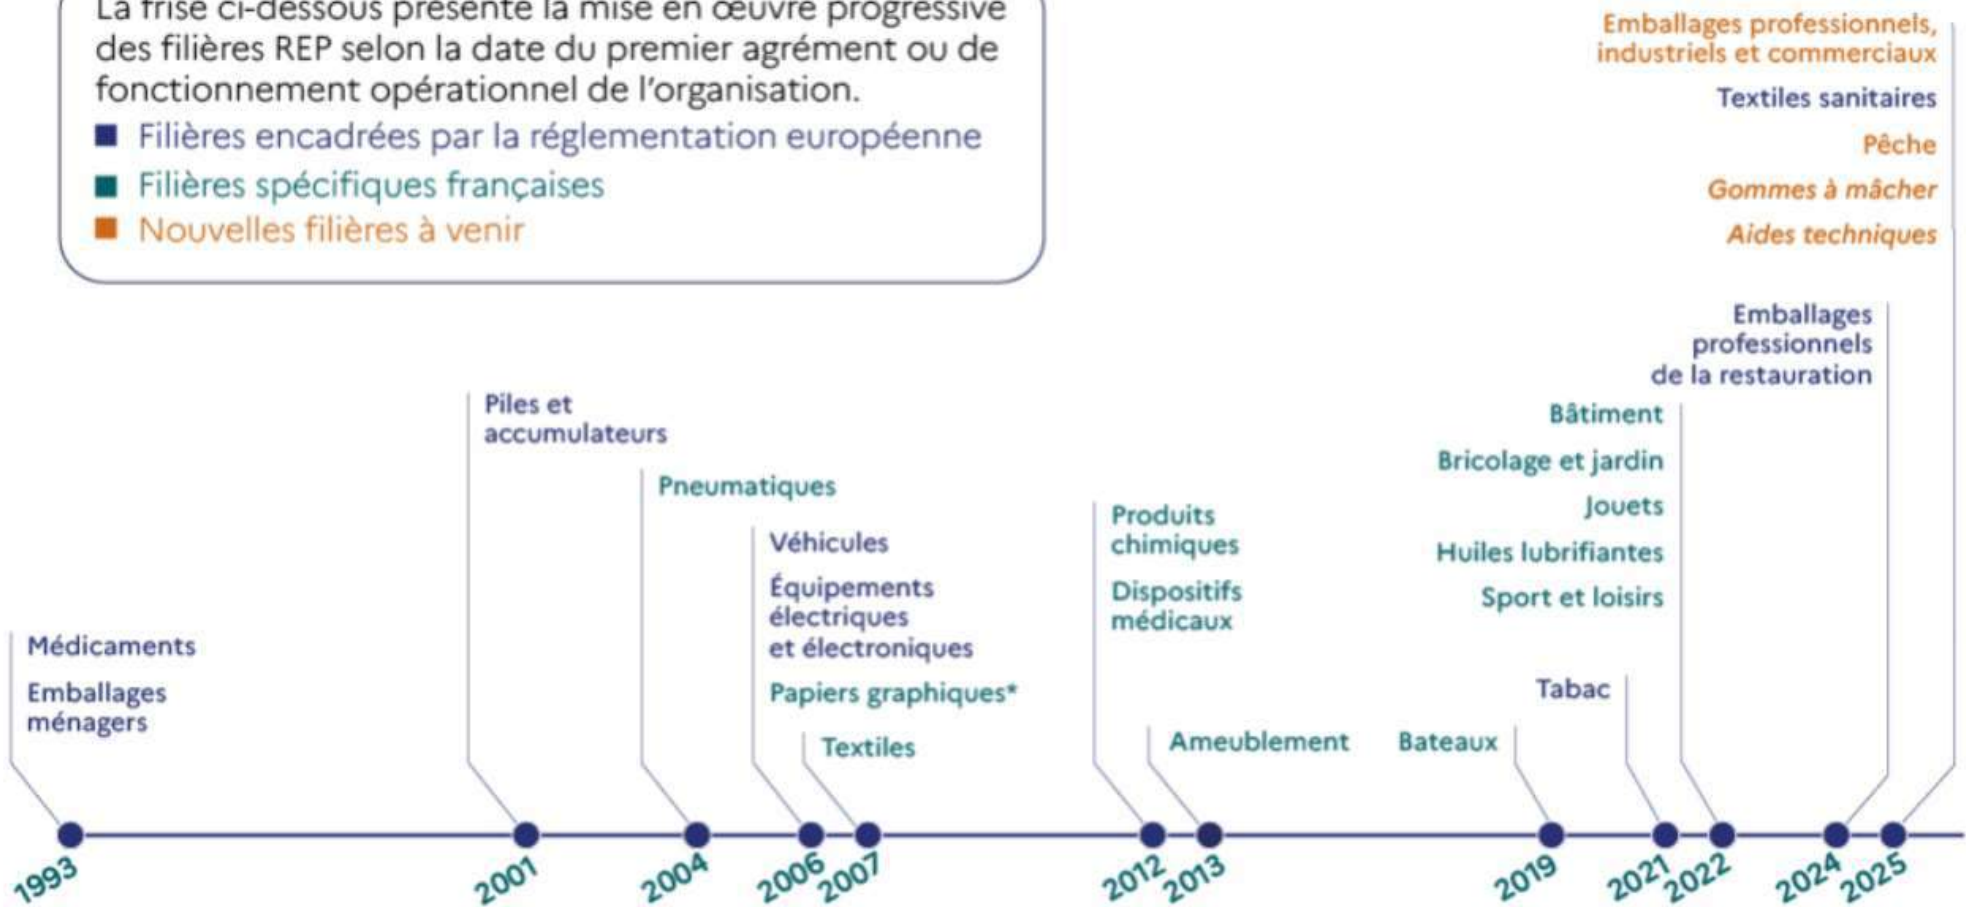 La frise ci-dessous présente la mise en œuvre progressive
des filières REP selon la date du premier agrément ou de
fonctionnement opérationnel de l'organisation.
Filières encadrées par la réglementation européenne
Filières spécifiques françaises
Nouvelles filières à venir
Médicaments
Emballages
ménagers
Piles et
accumulateurs
Pneumatiques
Véhicules
Équipements
électriques
et électroniques
Papiers graphiques*
Textiles
Produits
chimiques
Dispositifs
médicaux
Ameublement
Bateaux
Tabac
Bâtiment
Bricolage et jardin
Jouets
Huiles lubrifiantes
Sport et loisirs
Emballages
professionnels
de la restauration
Emballages professionnels,
industriels et commerciaux
Textiles sanitaires
Pêche
Gommes à mâcher
Aides techniques
1993
2001
2004
2006
2007
2012
2013
2019
2021
2022
2024
2025